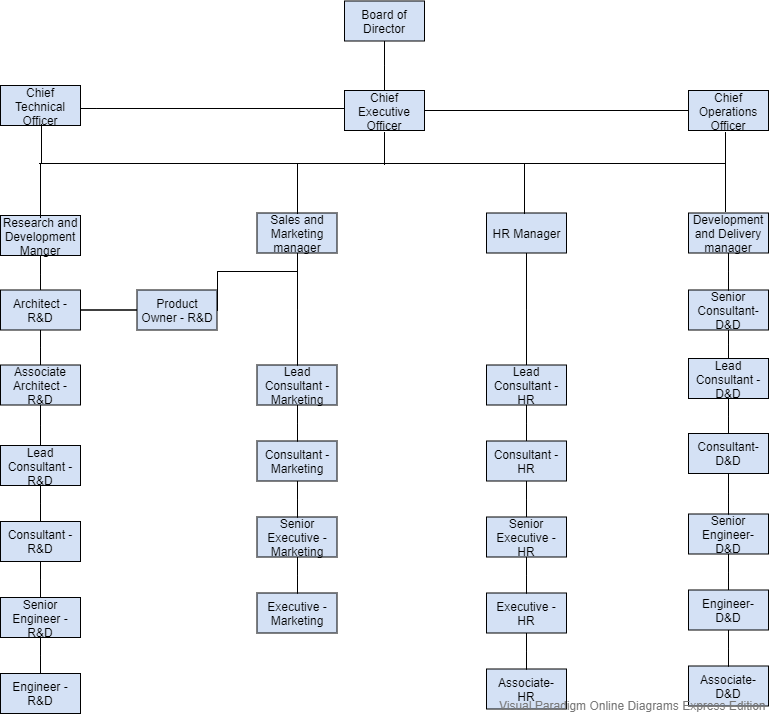 Board of
Director
Chief
Technical
Officer
Chief
Executive
Officer
Chief
Operations
Officer
Research and
Development
Manger
Sales and
Marketing
manager
HR Manager
Development
and Delivery
manager
Architect -
R&D
Product
Owner - R&D
Senior
Consultant-
D&D
Associate
Architect -
R&D
Lead
Consultant -
Marketing
Lead
Consultant -
HR
Lead
Consultant -
D&D
Lead
Consultant -
R&D
Consultant -
Marketing
Consultant -
HR
Consultant-
D&D
Consultant -
R&D
Senior
Executive -
Marketing
Senior
Executive -
HR
Senior
Engineer-
D&D
Senior
Engineer -
R&D
Executive -
Marketing
Executive -
HR
Engineer-
D&D
Engineer -
R&D
Associate-
HR
Associate-
D&D
Visual Paradigm Online Diagrams Express Edition